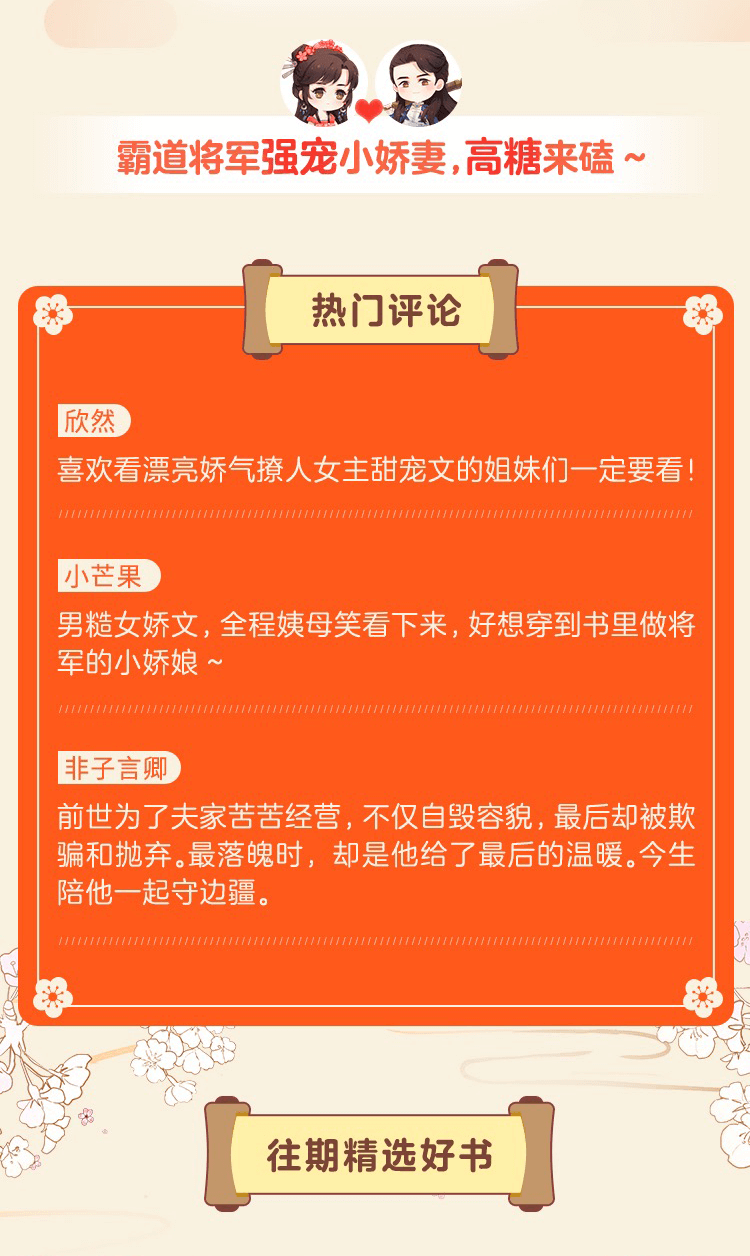 霸道将军强宠小娇妻,高糖来磕~
热门评论
欣然
喜欢看漂亮娇气撩人女主甜宠文的姐妹们一定要看!
小芒果
男糙女娇文,全程姨母笑看下来,好想穿到书里做将
军的小娇娘~
非子言卿
前世为了夫家苦苦经营,不仅自毁容貌,最后却被欺
骗和抛弃。最落魄时,却是他给了最后的温暖。今生
陪他一起守边疆。
往期精选好书